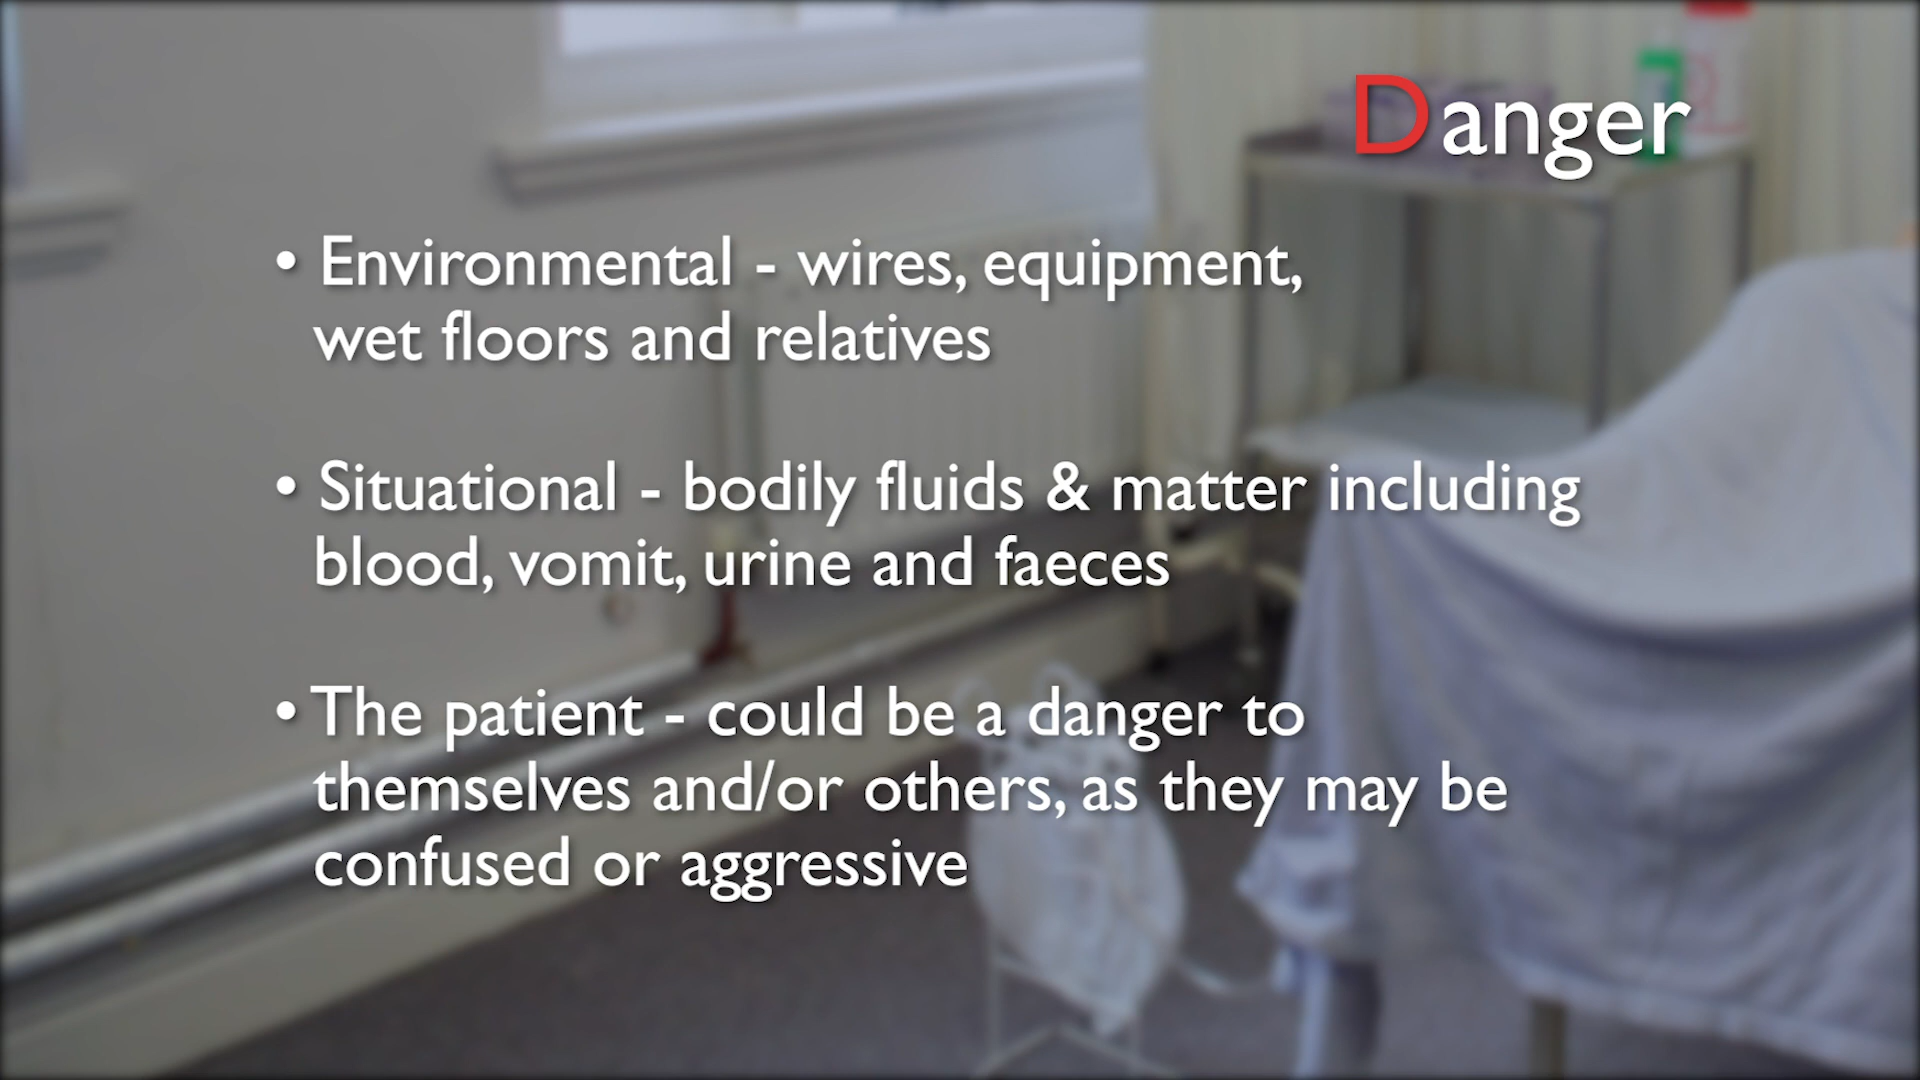 Danger
• Environmental - wires, equipment,
wet floors and relatives
• Situational - bodily fluids & matter including
blood, vomit, urine and faeces
• The patient - could be a danger to
themselves and/or others, as they may be
confused or aggressive